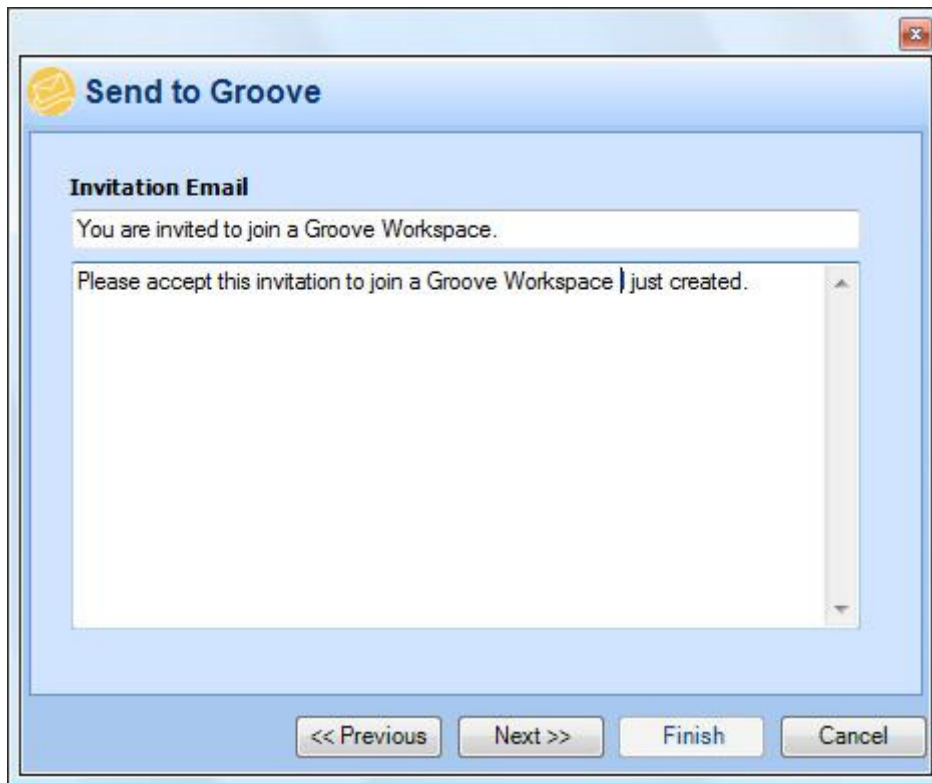 Send to Groove
Invitation Email
You are invited to join a Groove Workspace.
Please accept this invitation to join a Groove Workspace I just created.
<< Previous
Next >>
Finish
Cancel